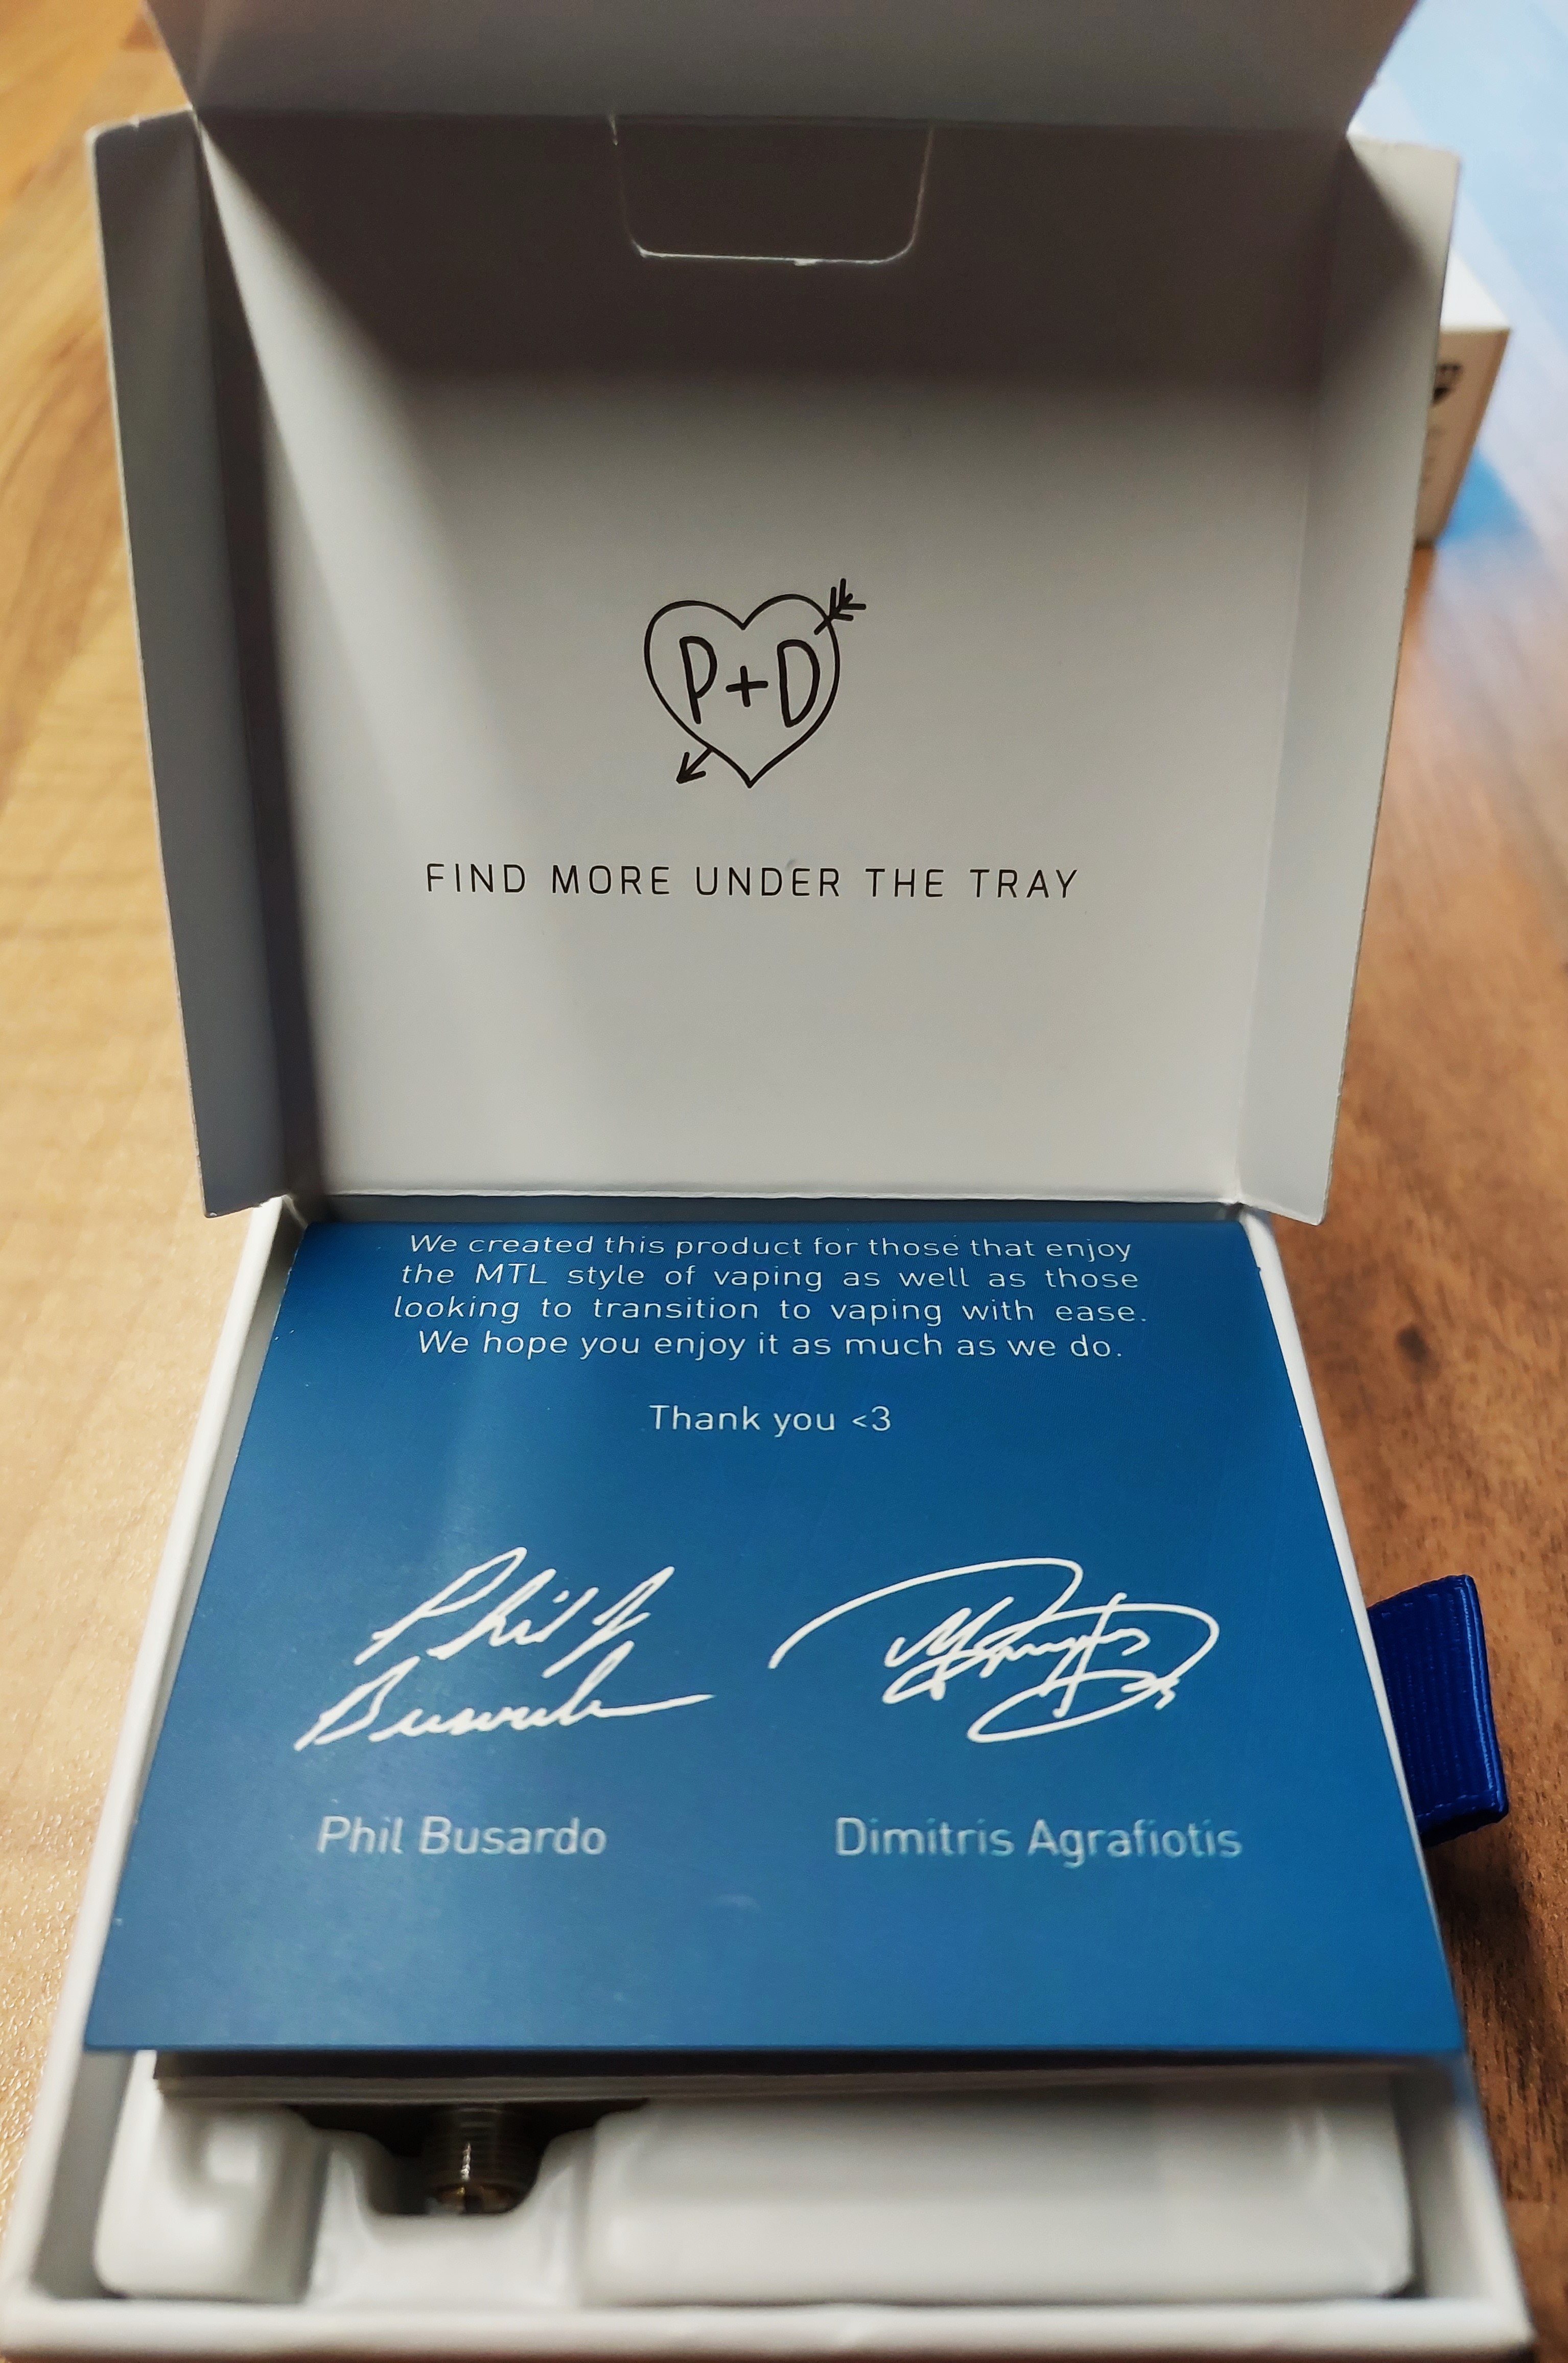 P+D
FIND MORE UNDER THE TRAY
We created this product for those that enjoy
the MTL style of vaping as well as those
looking to transition to vaping with ease.
We hope you enjoy it as much as we do.
Thank you <3
Phil J
Busardo
Phil Busardo
Dimitris Agrafiotis